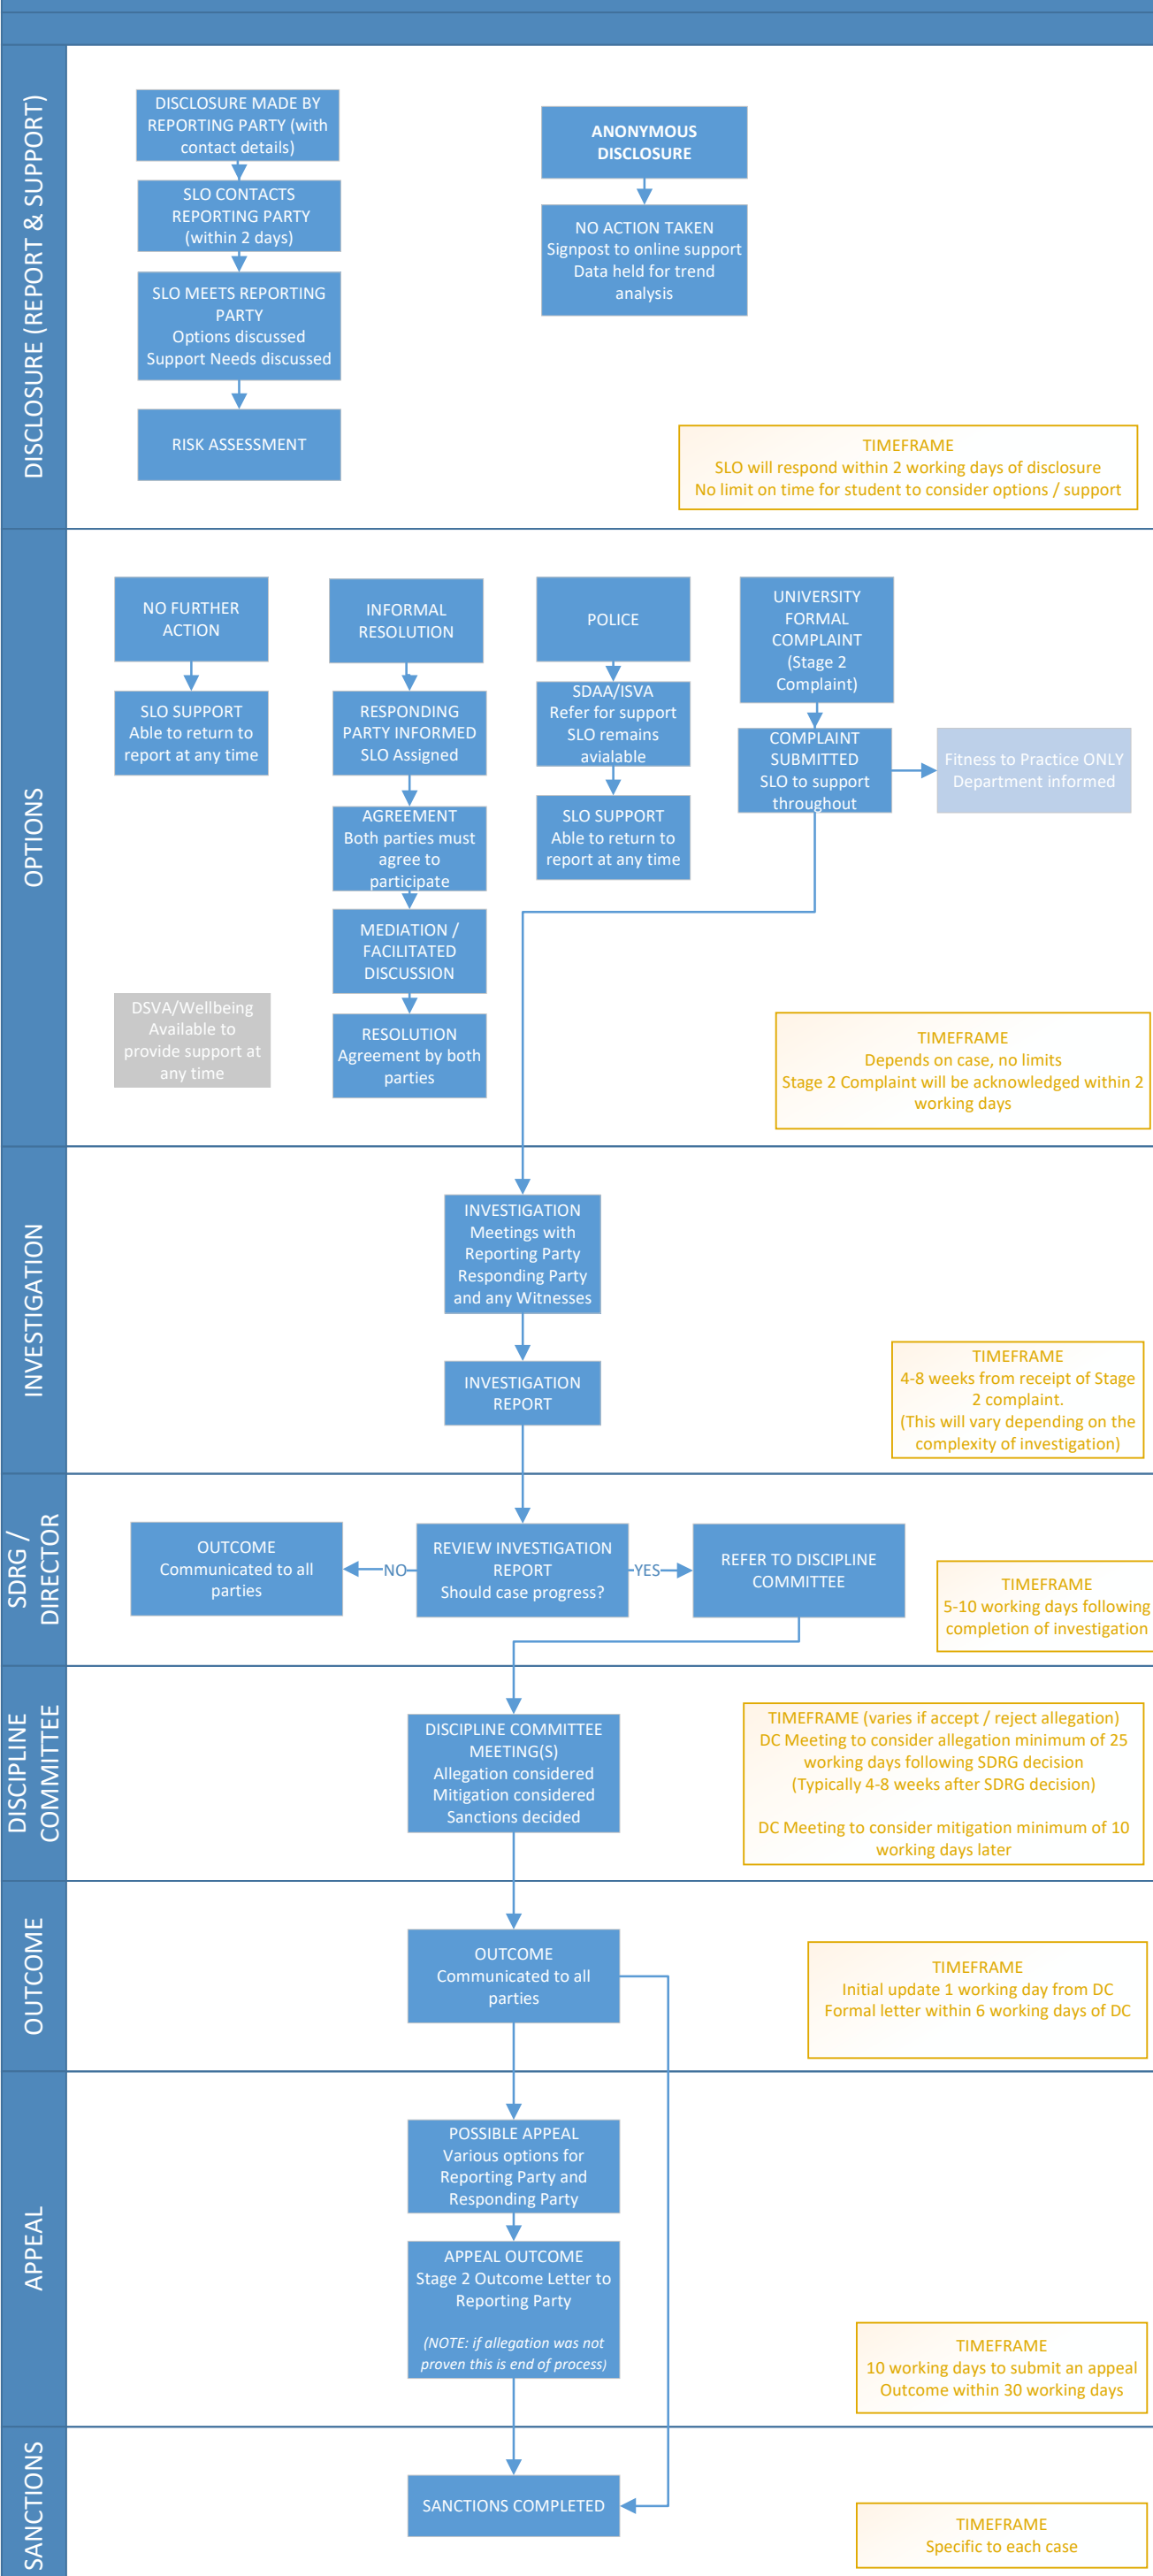 DISCLOSURE (REPORT & SUPPORT)
DISCLOSURE MADE BY
REPORTING PARTY (with
contact details)
SLO CONTACTS
REPORTING PARTY
(within 2 days)
SLO MEETS REPORTING
PARTY
Options discussed
Support Needs discussed
RISK ASSESSMENT
ANONYMOUS
DISCLOSURE
NO ACTION TAKEN
Signpost to online support
Data held for trend
analysis
TIMEFRAME
SLO will respond within 2 working days of disclosure
No limit on time for student to consider options / support
OPTIONS
NO FURTHER
ACTION
SLO SUPPORT
Able to return to
report at any time
INFORMAL
RESOLUTION
RESPONDING
PARTY INFORMED
SLO Assigned
AGREEMENT
Both parties must
agree to
participate
MEDIATION /
FACILITATED
DISCUSSION
RESOLUTION
Agreement by both
parties
POLICE
SDAA/ISVA
Refer for support
SLO remains
avialable
SLO SUPPORT
Able to return to
report at any time
UNIVERSITY
FORMAL
COMPLAINT
(Stage 2
Complaint)
COMPLAINT
SUBMITTED
SLO to support
throughout
Fitness to Practice ONLY
Department informed
DSVA/Wellbeing
Available to
provide support at
any time
TIMEFRAME
Depends on case, no limits
Stage 2 Complaint will be acknowledged within 2
working days
INVESTIGATION
INVESTIGATION
Meetings with
Reporting Party
Responding Party
and any Witnesses
INVESTIGATION
REPORT
TIMEFRAME
4-8 weeks from receipt of Stage
2 complaint.
(This will vary depending on the
complexity of investigation)
SDRG /
DIRECTOR
OUTCOME
Communicated to all
parties
NO
REVIEW INVESTIGATION
REPORT
Should case progress?
YES
REFER TO DISCIPLINE
COMMITTEE
TIMEFRAME
5-10 working days following
completion of investigation
DISCIPLINE
COMMITTEE
DISCIPLINE COMMITTEE
MEETING(S)
Allegation considered
Mitigation considered
Sanctions decided
TIMEFRAME (varies if accept / reject allegation)
DC Meeting to consider allegation minimum of 25
working days following SDRG decision
(Typically 4-8 weeks after SDRG decision)
DC Meeting to consider mitigation minimum of 10
working days later
OUTCOME
OUTCOME
Communicated to all
parties
TIMEFRAME
Initial update 1 working day from DC
Formal letter within 6 working days of DC
APPEAL
POSSIBLE APPEAL
Various options for
Reporting Party and
Responding Party
APPEAL OUTCOME
Stage 2 Outcome Letter to
Reporting Party
(NOTE: if allegation was not
proven this is end of process)
TIMEFRAME
10 working days to submit an appeal
Outcome within 30 working days
SANCTIONS
SANCTIONS COMPLETED
TIMEFRAME
Specific to each case